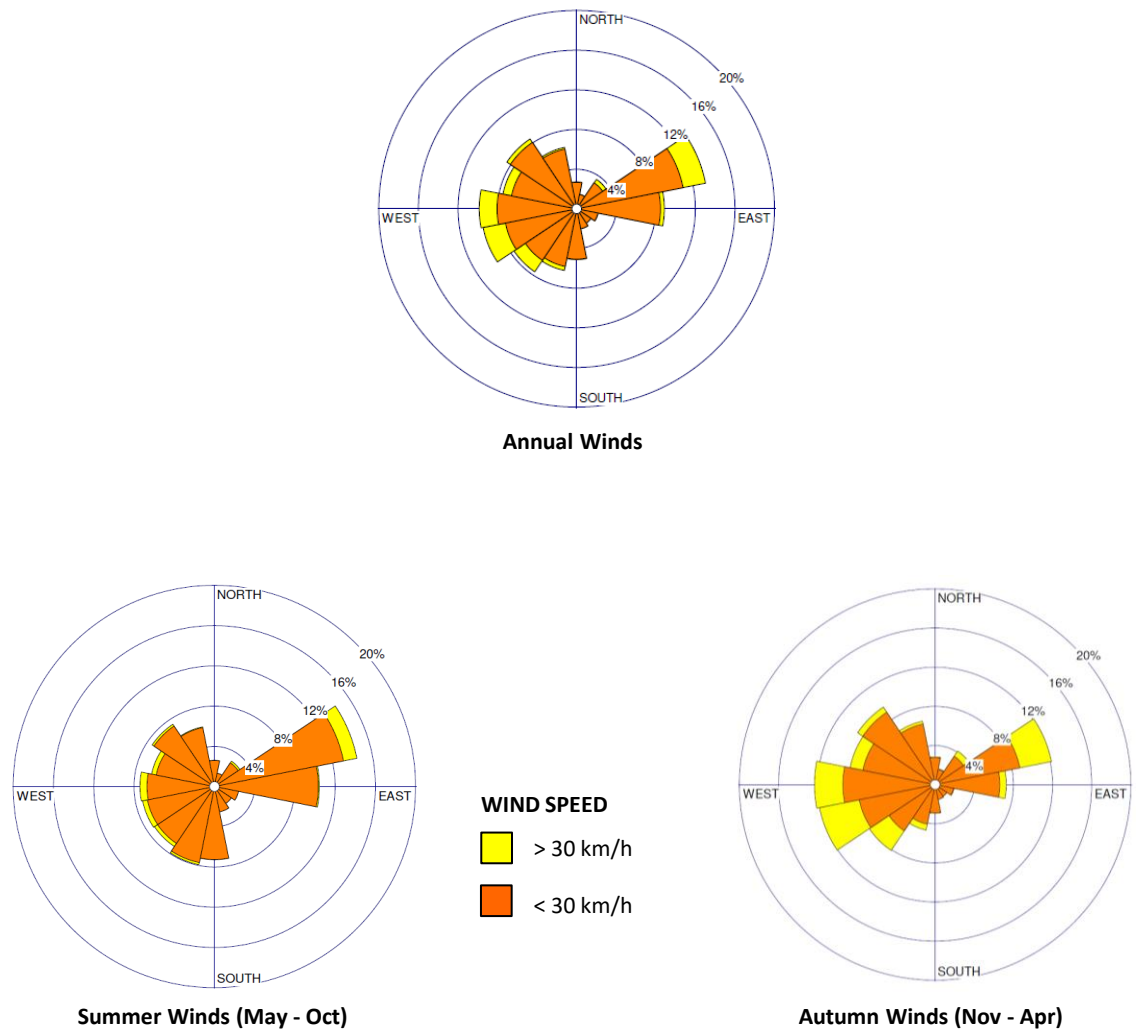 NORTH
20%
16%
12%
8%
4%
WEST
EAST
SOUTH
Annual Winds
NORTH
20%
16%
12%
8%
4%
WEST
EAST
SOUTH
Summer Winds (May - Oct)
WIND SPEED
> 30 km/h
< 30 km/h
NORTH
20%
16%
12%
8%
4%
WEST
EAST
SOUTH
Autumn Winds (Nov - Apr)